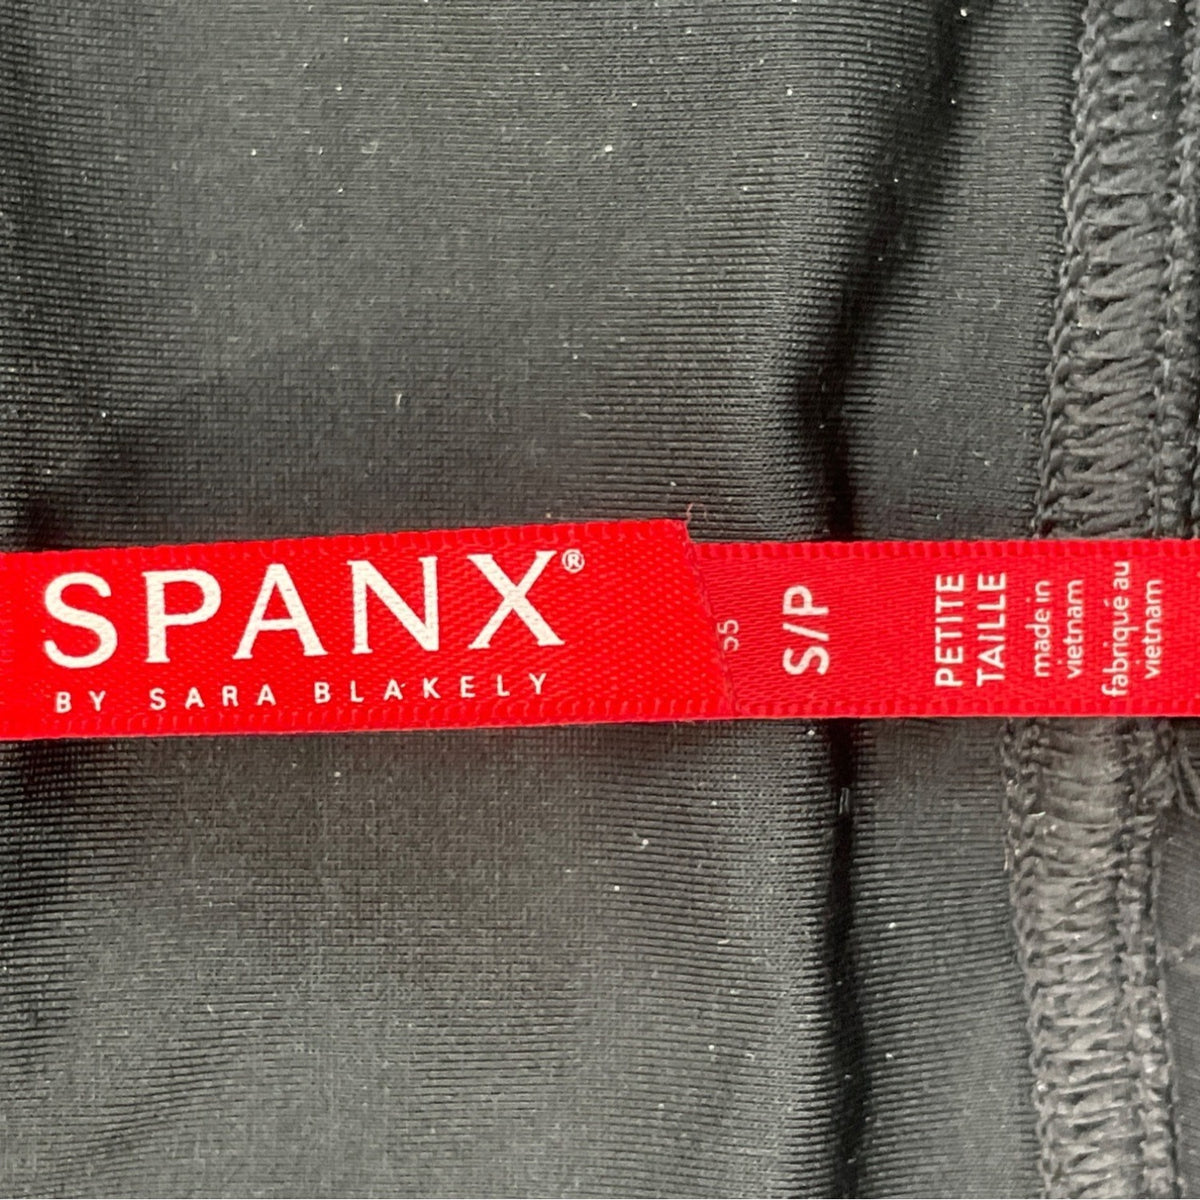 SPANX®
BY SARA BLAKELY
S/P
PETITE
TAILLE
made in
vietnam
fabriqué au
vietnam